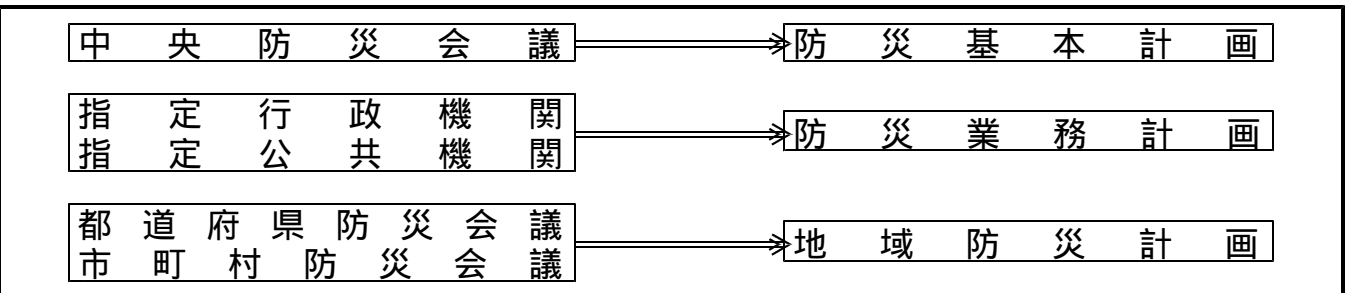 中央防災会議
防災基本計画
指定行政機関
指定公共機関
防災業務計画
都道府県防災会議
市町村防災会議
地域防災計画